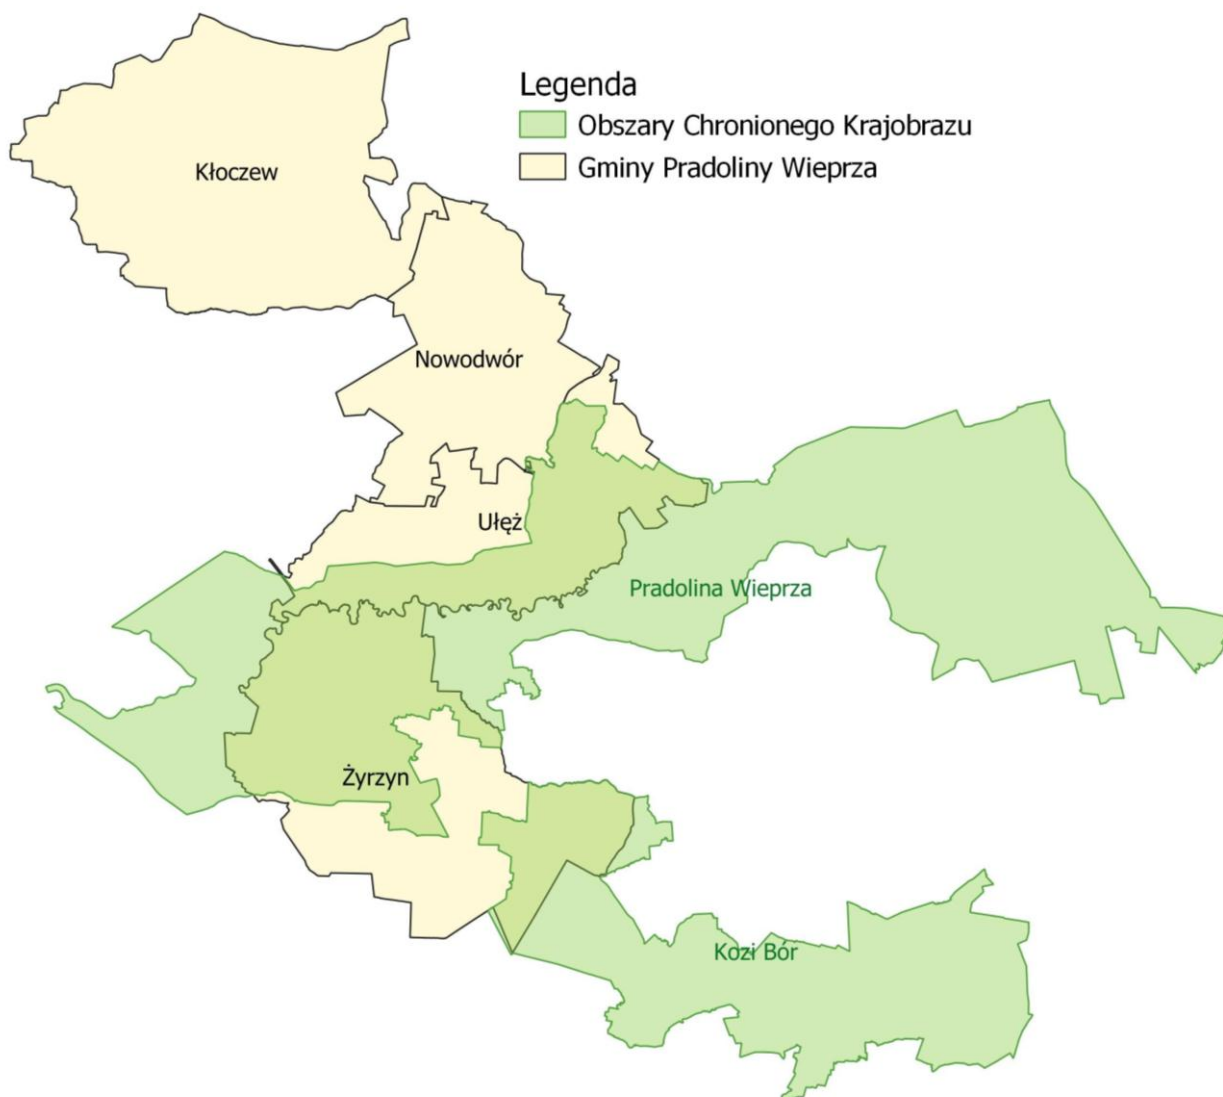 Legenda
Obszary Chronionego Krajobrazu
Gminy Pradoliny Wieprza
Kłoczew
Nowodwór
Ułęż
Pradolina Wieprza
Żyrzyn
Kozi Bór